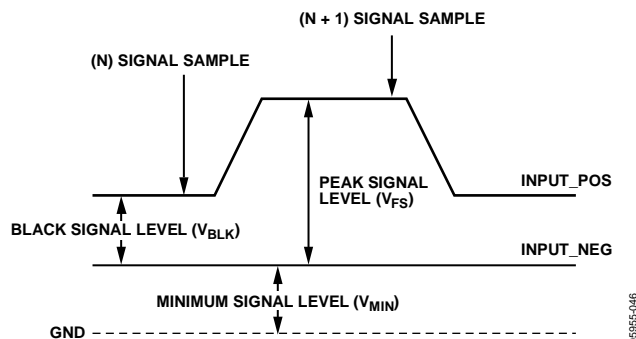 (N + 1) SIGNAL SAMPLE
(N) SIGNAL SAMPLE
PEAK SIGNAL
LEVEL (VFS)
INPUT_POS
BLACK SIGNAL LEVEL (VBLK)
INPUT_NEG
MINIMUM SIGNAL LEVEL (VMIN)
GND
05955-046